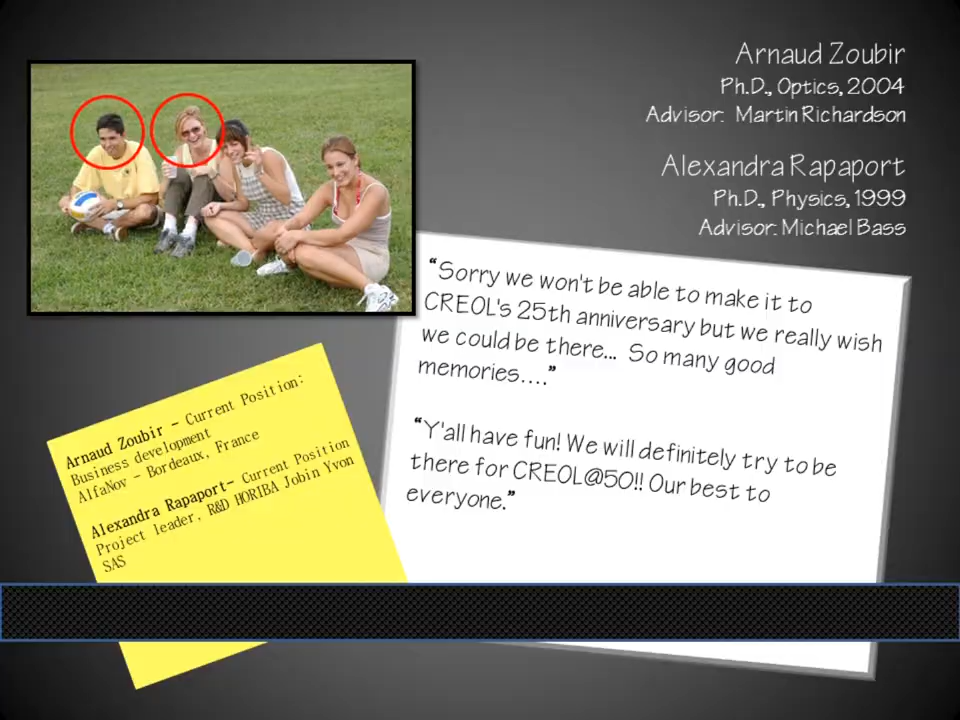 Arnaud Zoubir
Ph.D., Optics, 2004
Advisor: Martin Richardson
Alexandra Rapaport
Ph.D., Physics, 1999
Advisor: Michael Bass
“Sorry we won't be able to make it to
CREOL's 25th anniversary but we really wish
we could be there... So many good
memories....”
“Y'all have fun! We will definitely try to be
there for CREOL@50!! Our best to
everyone.”
Arnaud Zoubir – Current Position:
Business development
AlfaNov – Bordeaux, France
Alexandra Rapaport– Current Position
Project leader, R&D HORIBA Jobin Yvon
SAS